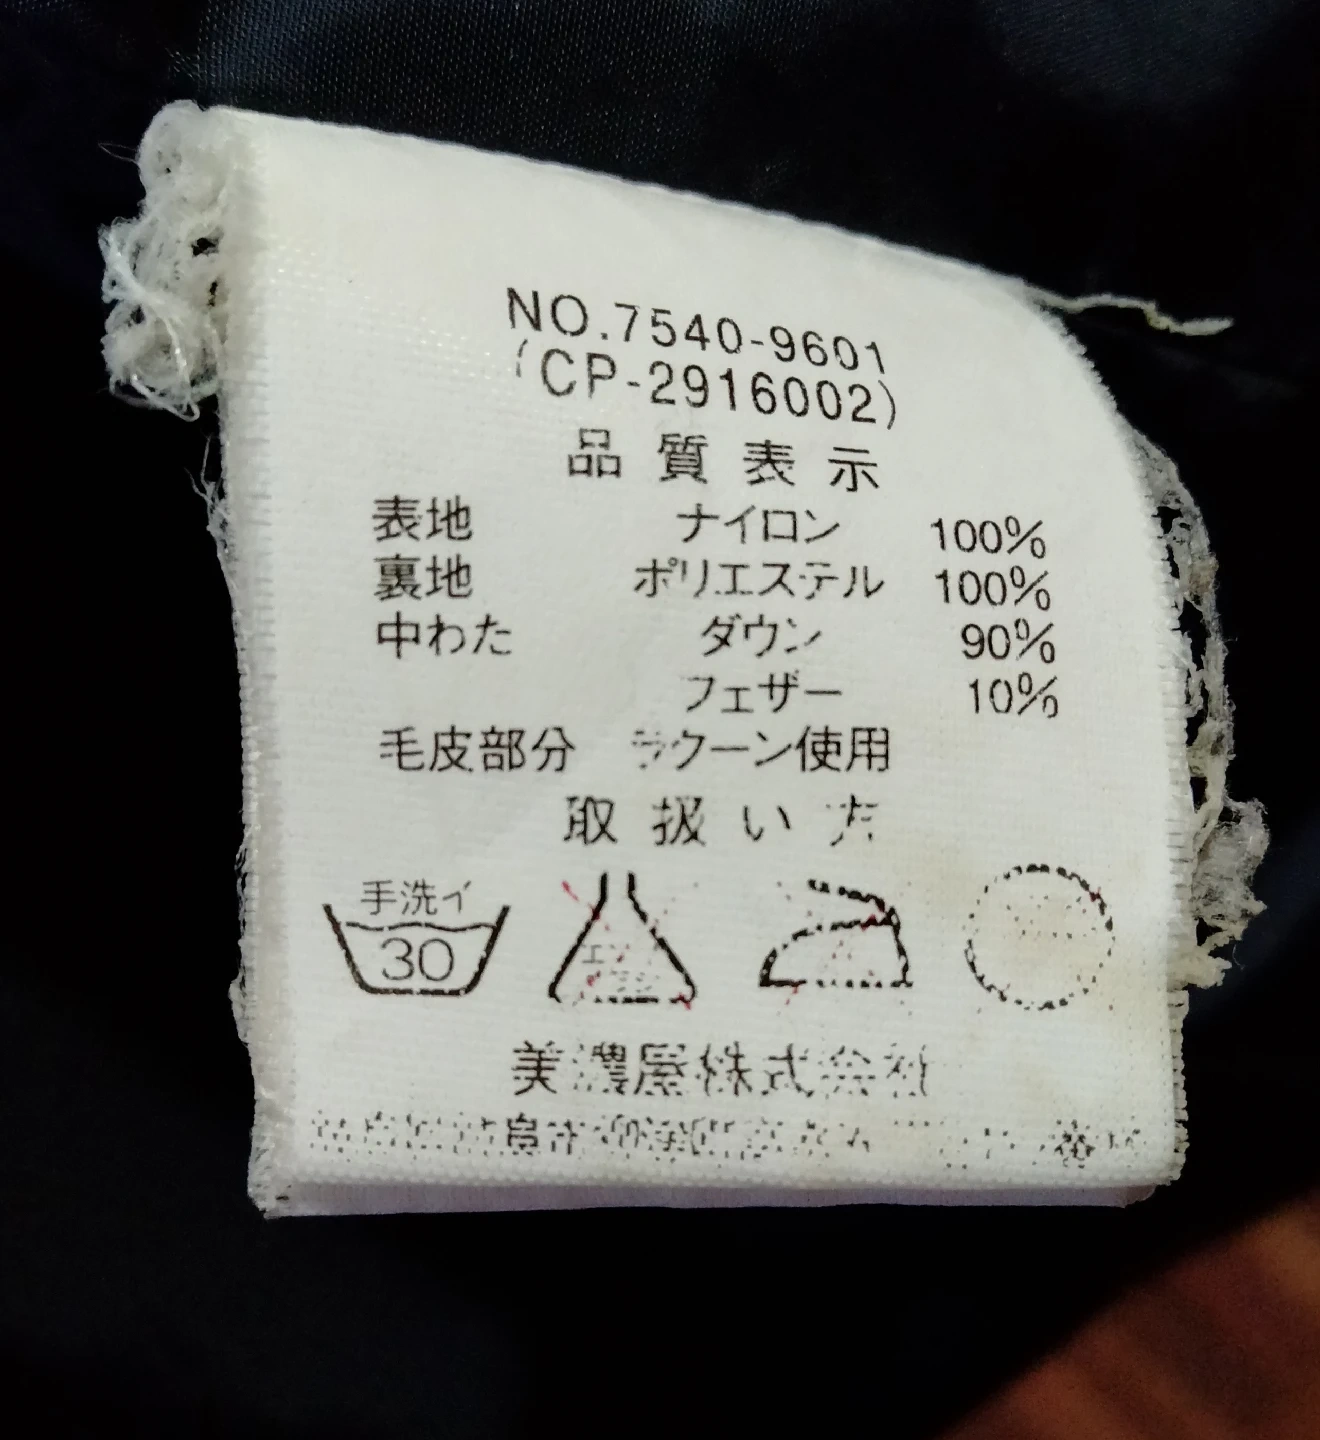 NO.7540-9601
(CP-2916002)
品質表示
表地 ナイロン 100%
裏地 ポリエステル 100%
中わた ダウン 90%
フェザー 10%
毛皮部分 ラクーン使用
取扱い方
手洗イ
30
美濃屋株式会社